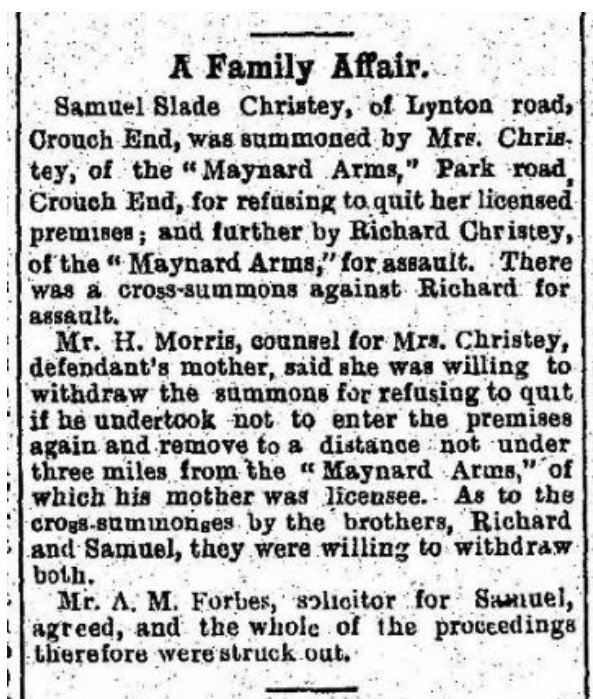 A Family Affair.
Samuel Slade Christey, of Lynton road,
Crouch End, was summoned by Mrs. Chris-
tey, of the "Maynard Arms," Park road,
Crouch End, for refusing to quit her licensed
premises; and further by Richard Christey,
of the "Maynard Arms," for assault. There
was a cross-summons against Richard for
assault.
Mr. H. Morris, counsel for Mrs. Christey,
defendant's mother, said she was willing to
withdraw the summons for refusing to quit
if he undertook not to enter the premises
again and remove to a distance not under
three miles from the "Maynard Arms," of
which his mother was licensee. As to the
cross-summonses by the brothers, Richard
and Samuel, they were willing to withdraw
both.
Mr. A. M. Forbes, solicitor for Samuel,
agreed, and the whole of the proceedings
therefore were struck out.